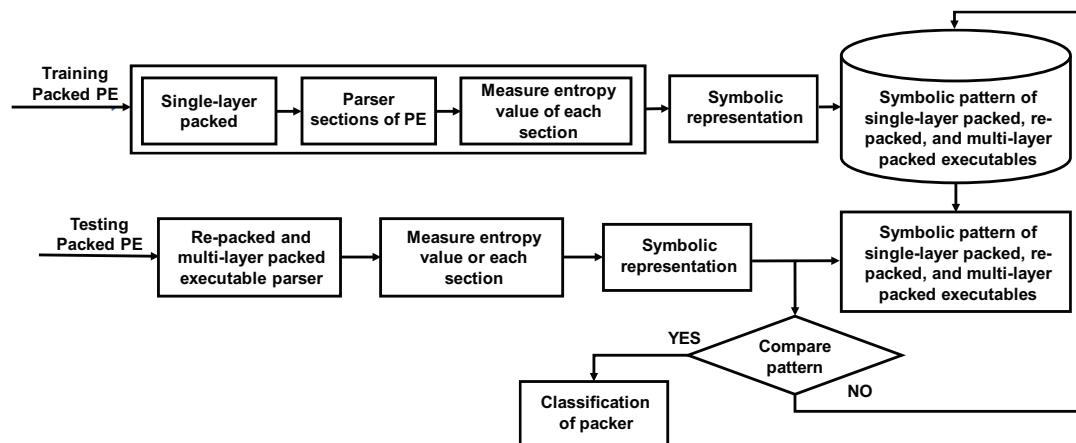 Training
Packed PE
Single-layer
packed
Parser
sections of PE
Measure entropy
value of each
section
Symbolic
representation
Symbolic pattern of
single-layer packed, re-
packed, and multi-layer
packed executables
Testing
Packed PE
Re-packed and
multi-layer packed
executable parser
Measure entropy
value or each
section
Symbolic
representation
Symbolic pattern of
single-layer packed, re-
packed, and multi-layer
packed executables
YES
Compare
pattern
NO
Classification
of packer